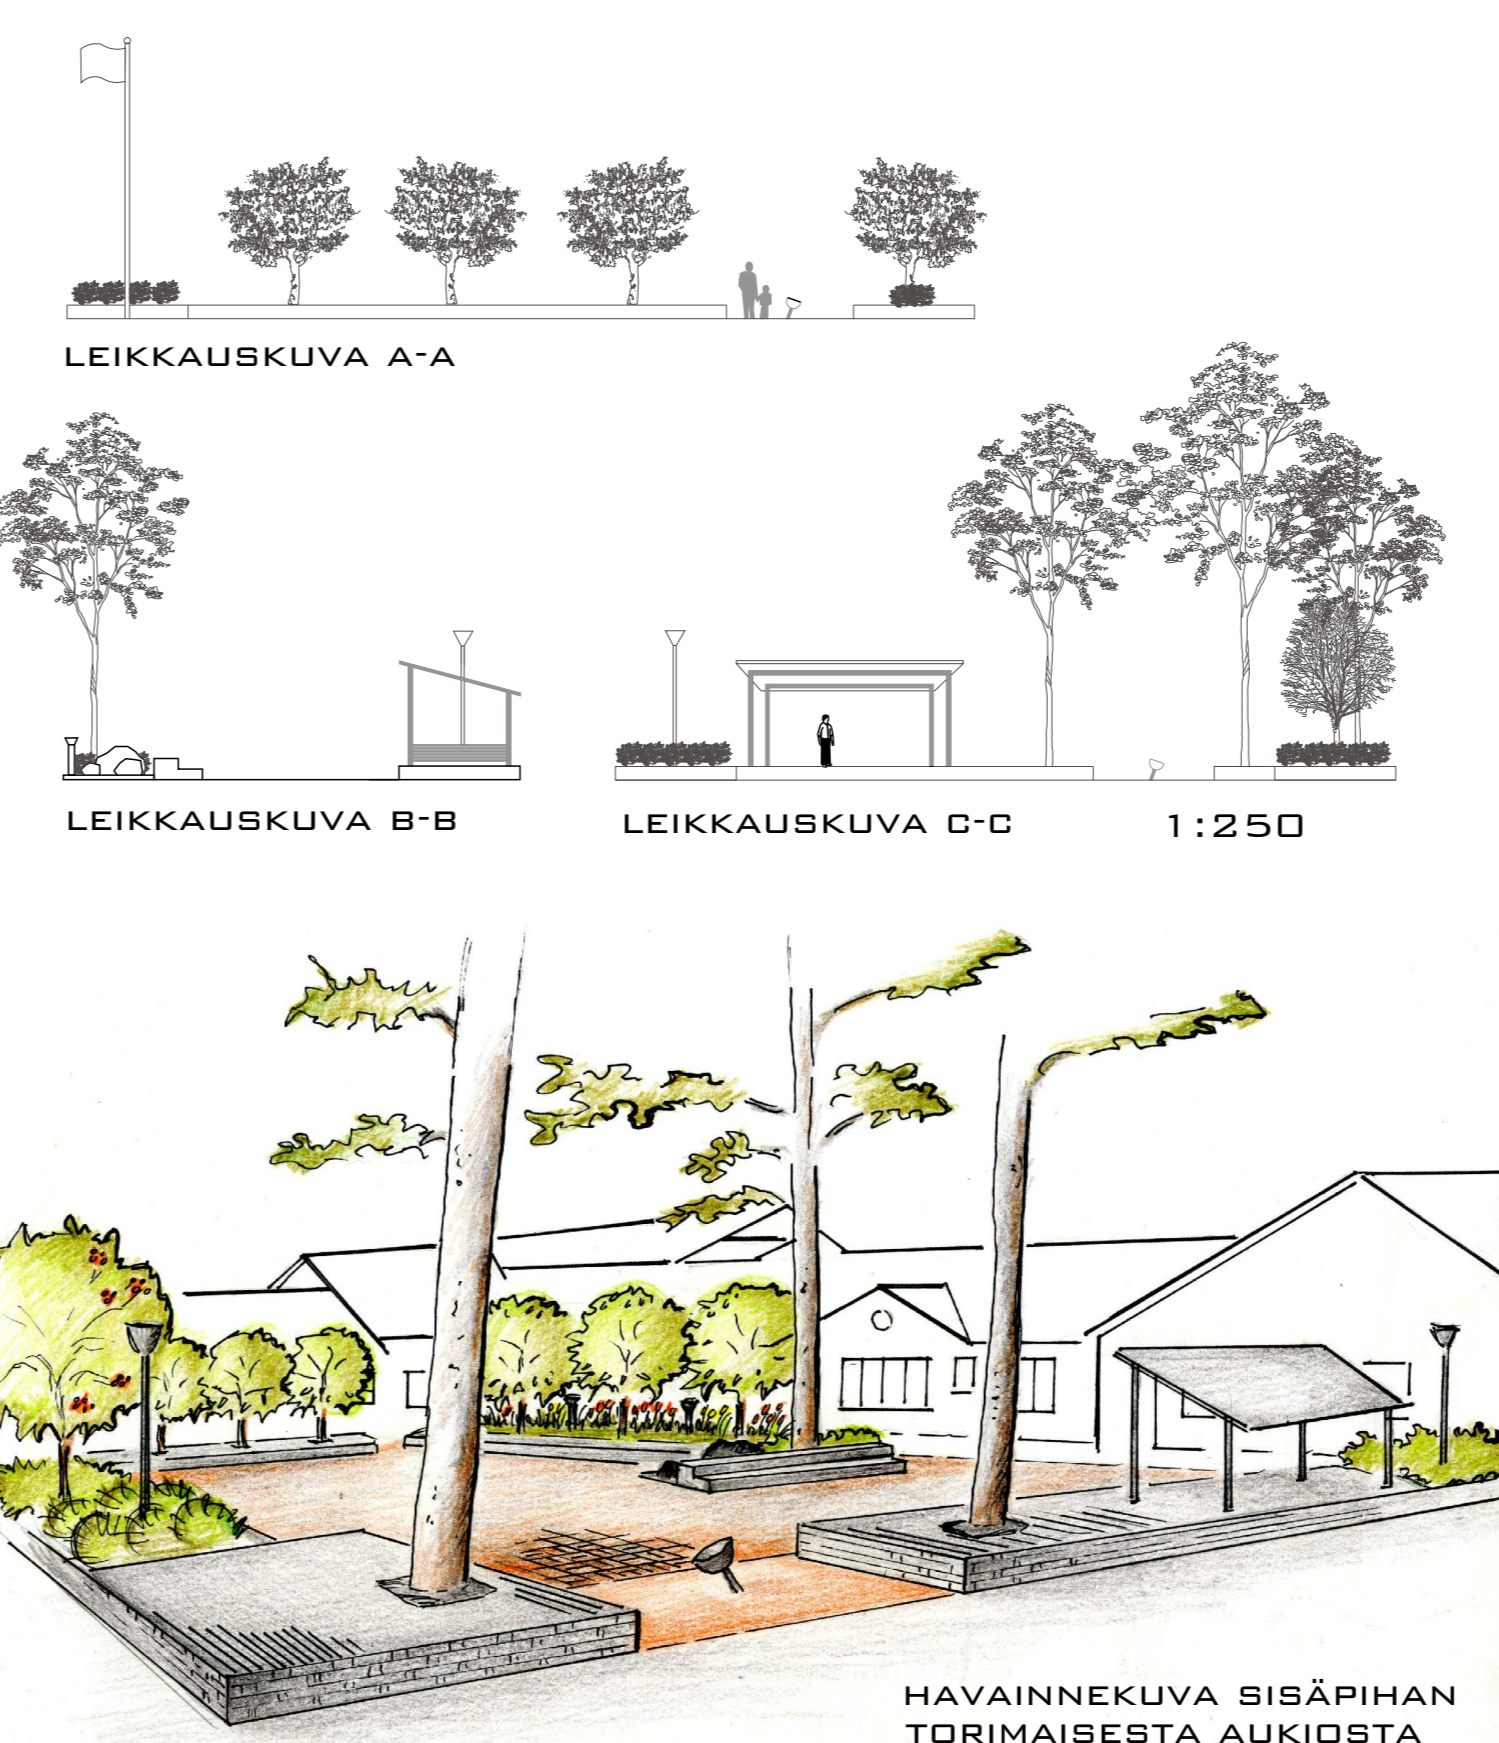 LEIKKAUSKUVA A-A
LEIKKAUSKUVA B-B
LEIKKAUSKUVA C-C 1:250
HAVAINNEKUVA SISÄPIHAN
TORIMAISESTA AUKIOSTA